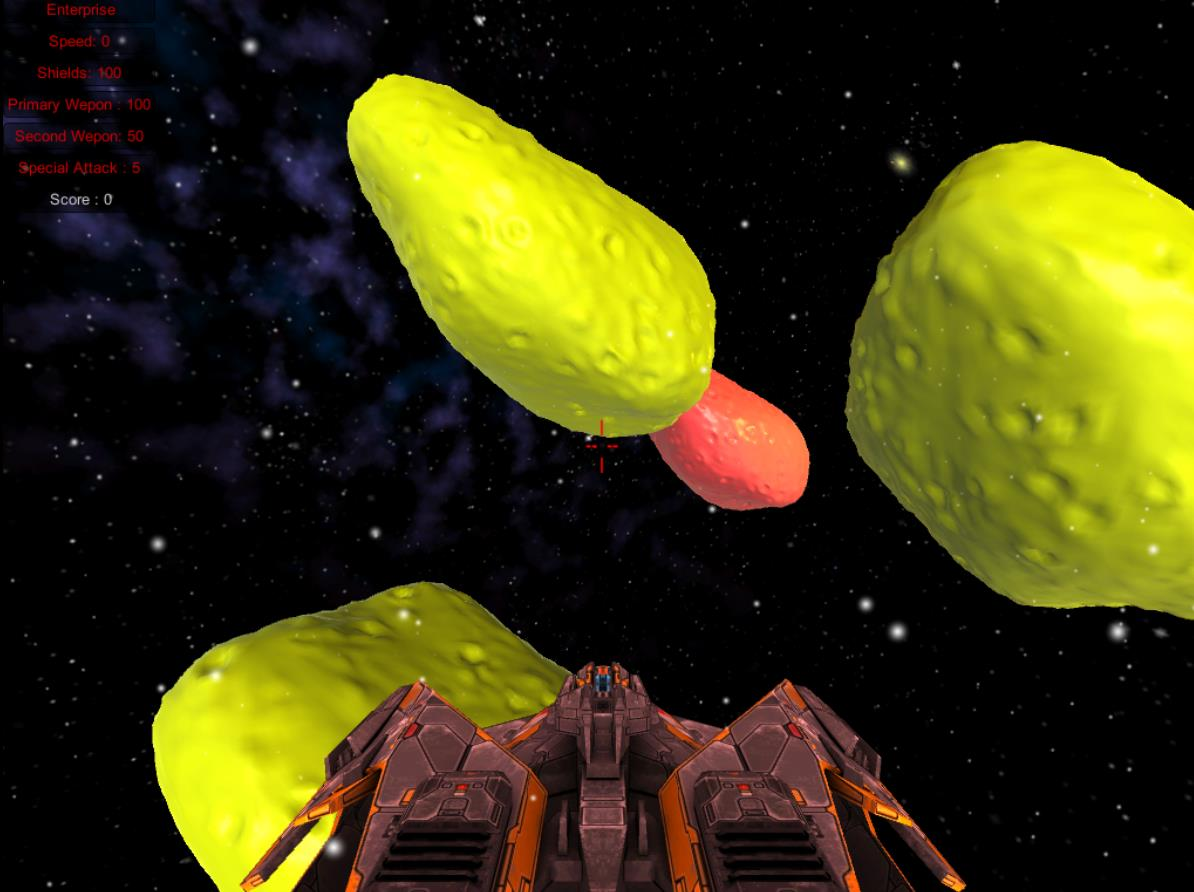 Enterprise
Speed: 0
Shields: 100
Primary Wepon : 100
Second Wepon: 50
Special Attack : 5
Score : 0